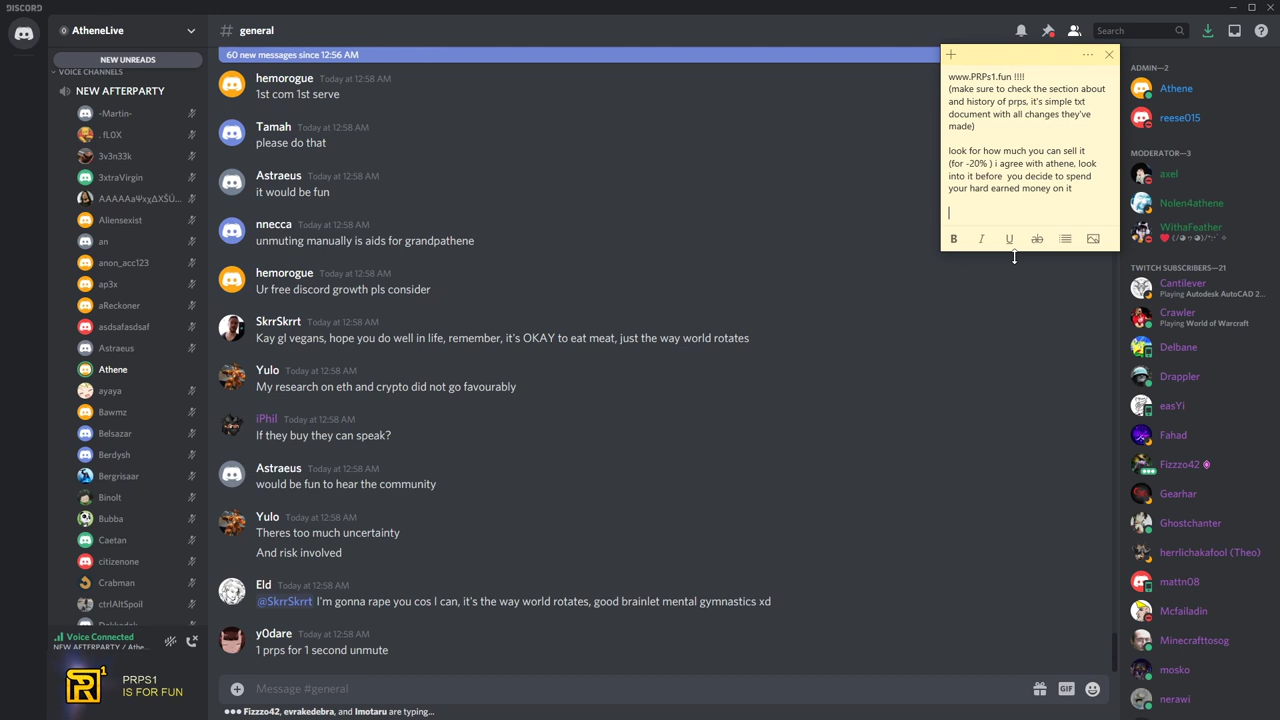 DISCORD
AtheneLive
NEW UNREADS
VOICE CHANNELS
NEW AFTERPARTY
-Martin-
. fL0X
3v3n33k
3xtraVirgin
Aliensexist
an
anon_acc123
ap3x
aReckoner
asdsafasdsaf
Astraeus
Athene
ayaya
Bawmz
Belsazar
Berdysh
Bergrisaar
Binolt
Bubba
Caetan
citizenone
Crabman
ctrlAltSpoil
Voice Connected
NEW AFTERPARTY / Athe...
PRPS1
IS FOR FUN
# general
Search
60 new messages since 12:56 AM
hemorogue Today at 12:58 AM
1st com 1st serve
Tamah Today at 12:58 AM
please do that
Astraeus Today at 12:58 AM
it would be fun
nnecca Today at 12:58 AM
unmuting manually is aids for grandpathene
hemorogue Today at 12:58 AM
Ur free discord growth pls consider
SkrrSkrrt Today at 12:58 AM
Kay gl vegans, hope you do well in life, remember, it's OKAY to eat meat, just the way world rotates
Yulo Today at 12:58 AM
My research on eth and crypto did not go favourably
iPhil Today at 12:58 AM
If they buy they can speak?
Astraeus Today at 12:58 AM
would be fun to hear the community
Yulo Today at 12:58 AM
Theres too much uncertainty
And risk involved
Eld Today at 12:58 AM
@SkrrSkrrt I'm gonna rape you cos I can, it's the way world rotates, good brainlet mental gymnastics xd
y0dare Today at 12:58 AM
1 prps for 1 second unmute
Message #general
GIF
Fizzzo42, evrakedebra, and Imotaru are typing...
www.PRPs1.fun !!!!
(make sure to check the section about
and history of prps, it's simple txt
document with all changes they've
made)
look for how much you can sell it
(for -20% ) i agree with athene, look
into it before you decide to spend
your hard earned money on it
B I U ab
ADMIN—2
Athene
reese015
MODERATOR—3
axel
Nolen4athene
WithaFeather
TWITCH SUBSCRIBERS—21
Cantilever
Playing Autodesk AutoCAD 2...
Crawler
Playing World of Warcraft
Delbane
Drappler
easYi
Fahad
Fizzzo42
Gearhar
Ghostchanter
herrlichakafool (Theo)
mattn08
Mcfailadin
Minecrafttosog
mosko
nerawi